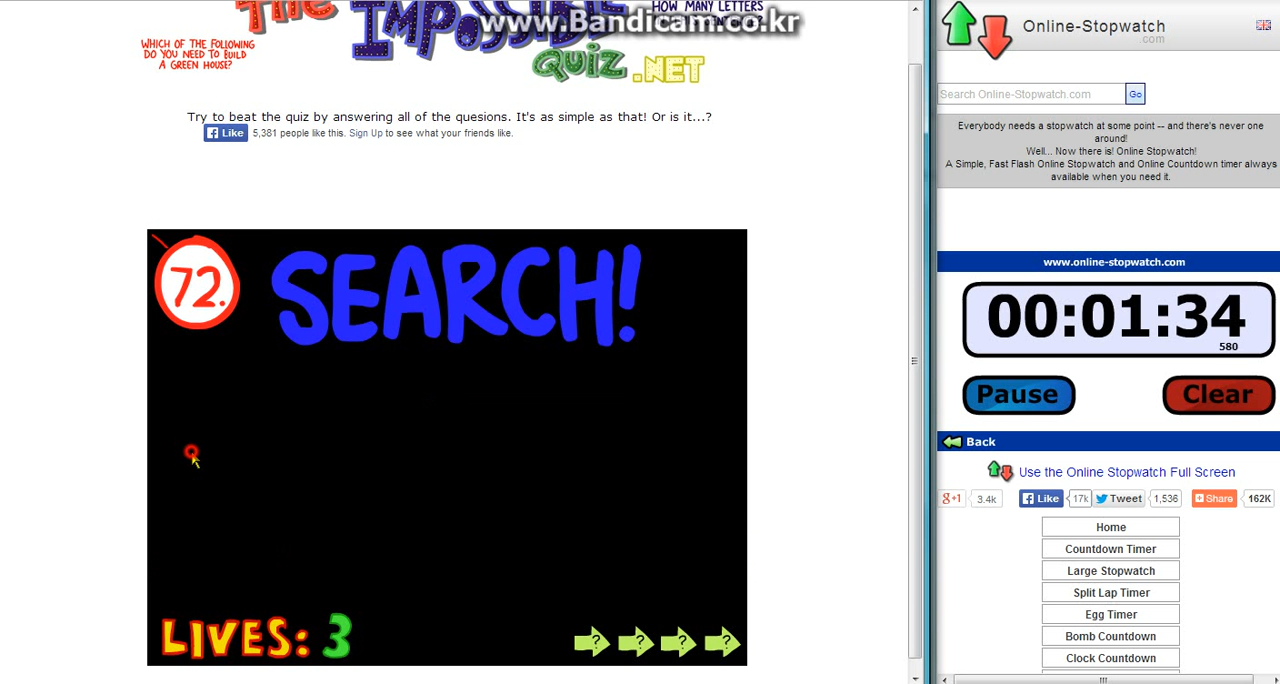 The
Impossible
HOW MANY LETTERS
www.Bandicam.co.kr
WHICH OF THE FOLLOWING
DO YOU NEED TO BUILD
A GREEN HOUSE?
QUIZ.NET
Try to beat the quiz by answering all of the quesions. It's as simple as that! Or is it...?
Like 5,381 people like this. Sign Up to see what your friends like.
72. SEARCH!
LIVES: 3
? ? ? ?
Online-Stopwatch
.com
Search Online-Stopwatch.com Go
Everybody needs a stopwatch at some point -- and there's never one
around!
Well... Now there is! Online Stopwatch!
A Simple, Fast Flash Online Stopwatch and Online Countdown timer always
available when you need it.
www.online-stopwatch.com
00:01:34
580
Pause Clear
Back
Use the Online Stopwatch Full Screen
g+1 3.4k Like 17k Tweet 1,536 Share 162K
Home
Countdown Timer
Large Stopwatch
Split Lap Timer
Egg Timer
Bomb Countdown
Clock Countdown